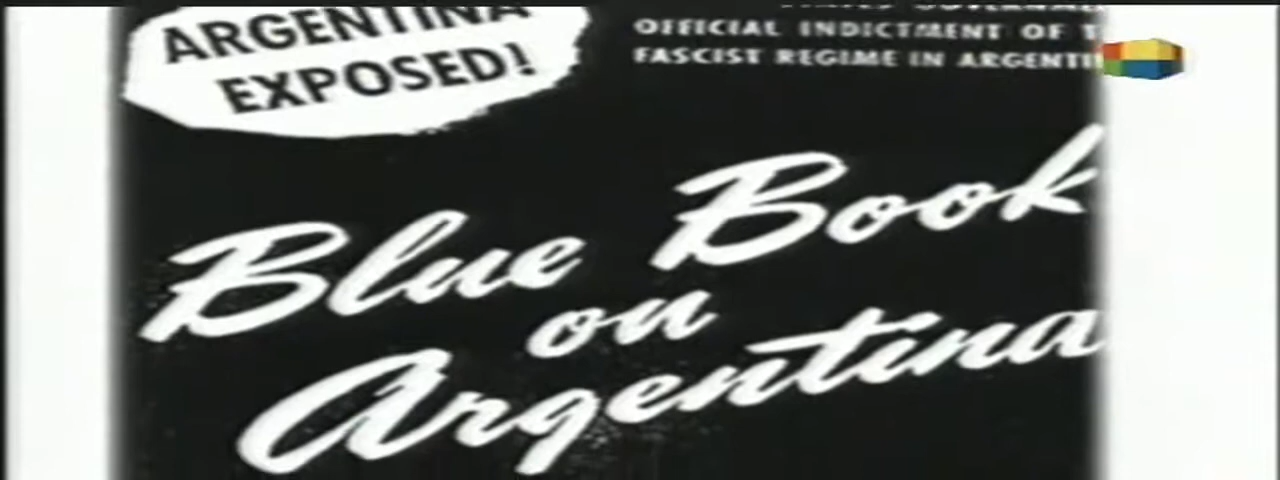 ARGENTINA
EXPOSED!
OFFICIAL INDICTMENT OF
FASCIST REGIME IN
Blue Book
on
Argentina